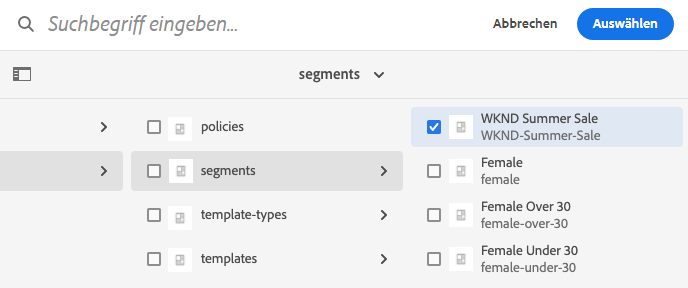 Suchbegriff eingeben...
Abbrechen
Auswählen
segments
policies
segments
template-types
templates
WKND Summer Sale
WKND-Summer-Sale
Female
female
Female Over 30
female-over-30
Female Under 30
female-under-30